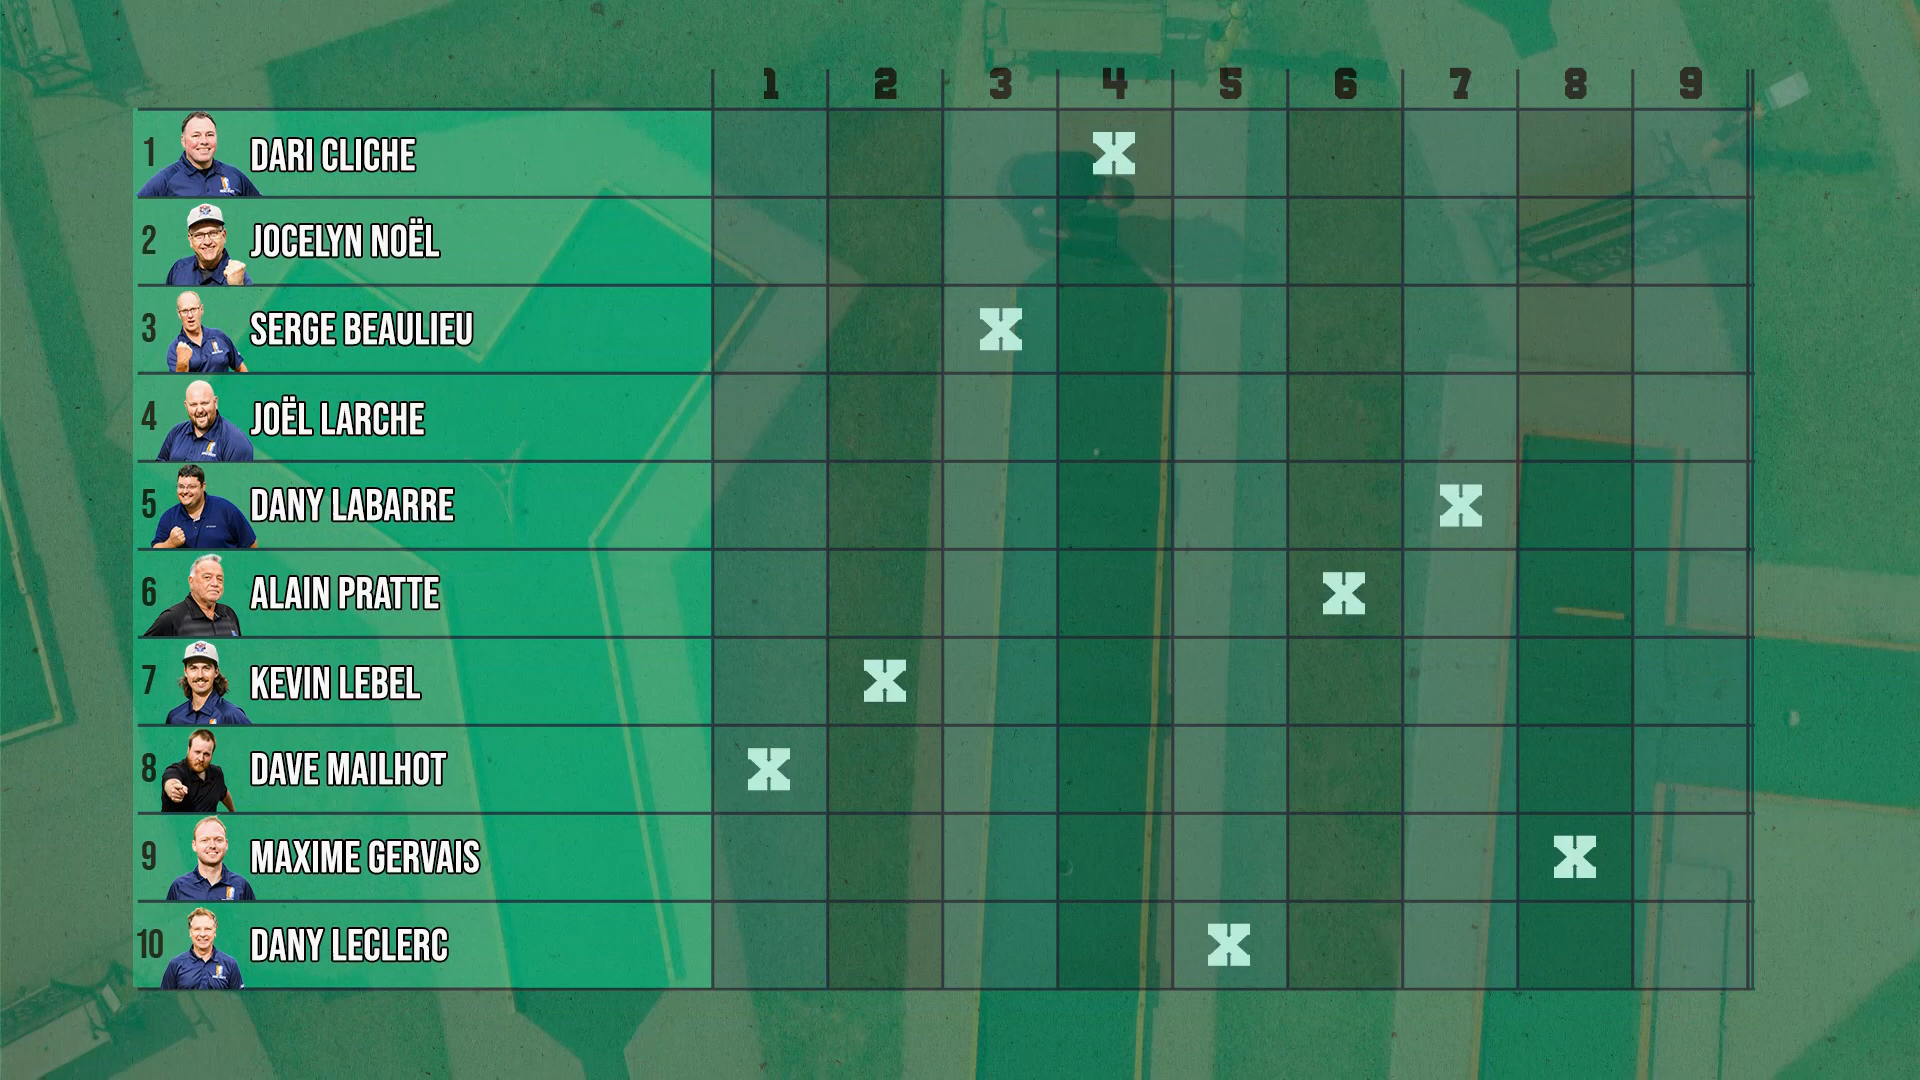 1 2 3 4 5 6 7 8 9
1 DARI CLICHE X
2 JOCELYN NOËL
3 SERGE BEAULIEU X
4 JOËL LARCHE
5 DANY LABARRE X
6 ALAIN PRATTE X
7 KEVIN LEBEL X
8 DAVE MAILHOT X
9 MAXIME GERVAIS X
10 DANY LECLERC X